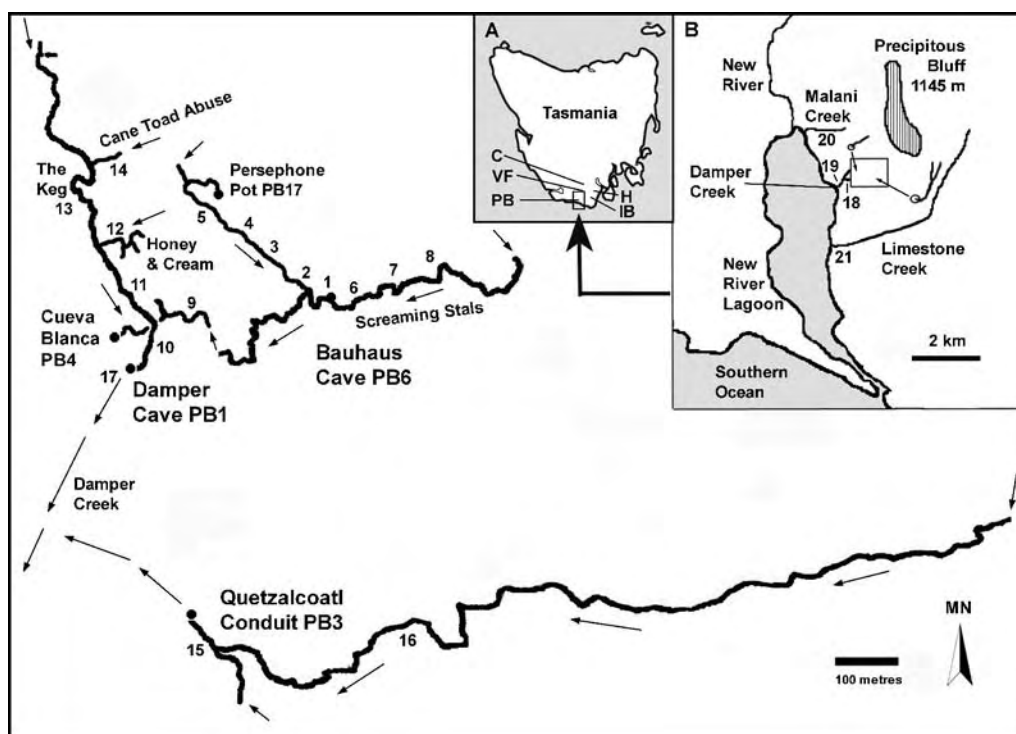 Cane Toad Abuse
14
The
Keg
13
Persephone
Pot PB17
5
4
3
12
Honey
& Cream
2
1
6
7
8
Screaming Stals
11
9
Cueva
Blanca
PB4
10
17
Damper
Cave PB1
Bauhaus
Cave PB6
Damper
Creek
Quetzalcoatl
Conduit PB3
15
16
MN
100 metres
A
Tasmania
C
VF
PB
H
IB
B
New
River
Precipitous
Bluff
1145 m
Malani
Creek
20
19
18
Damper
Creek
21
Limestone
Creek
New
River
Lagoon
2 km
Southern
Ocean